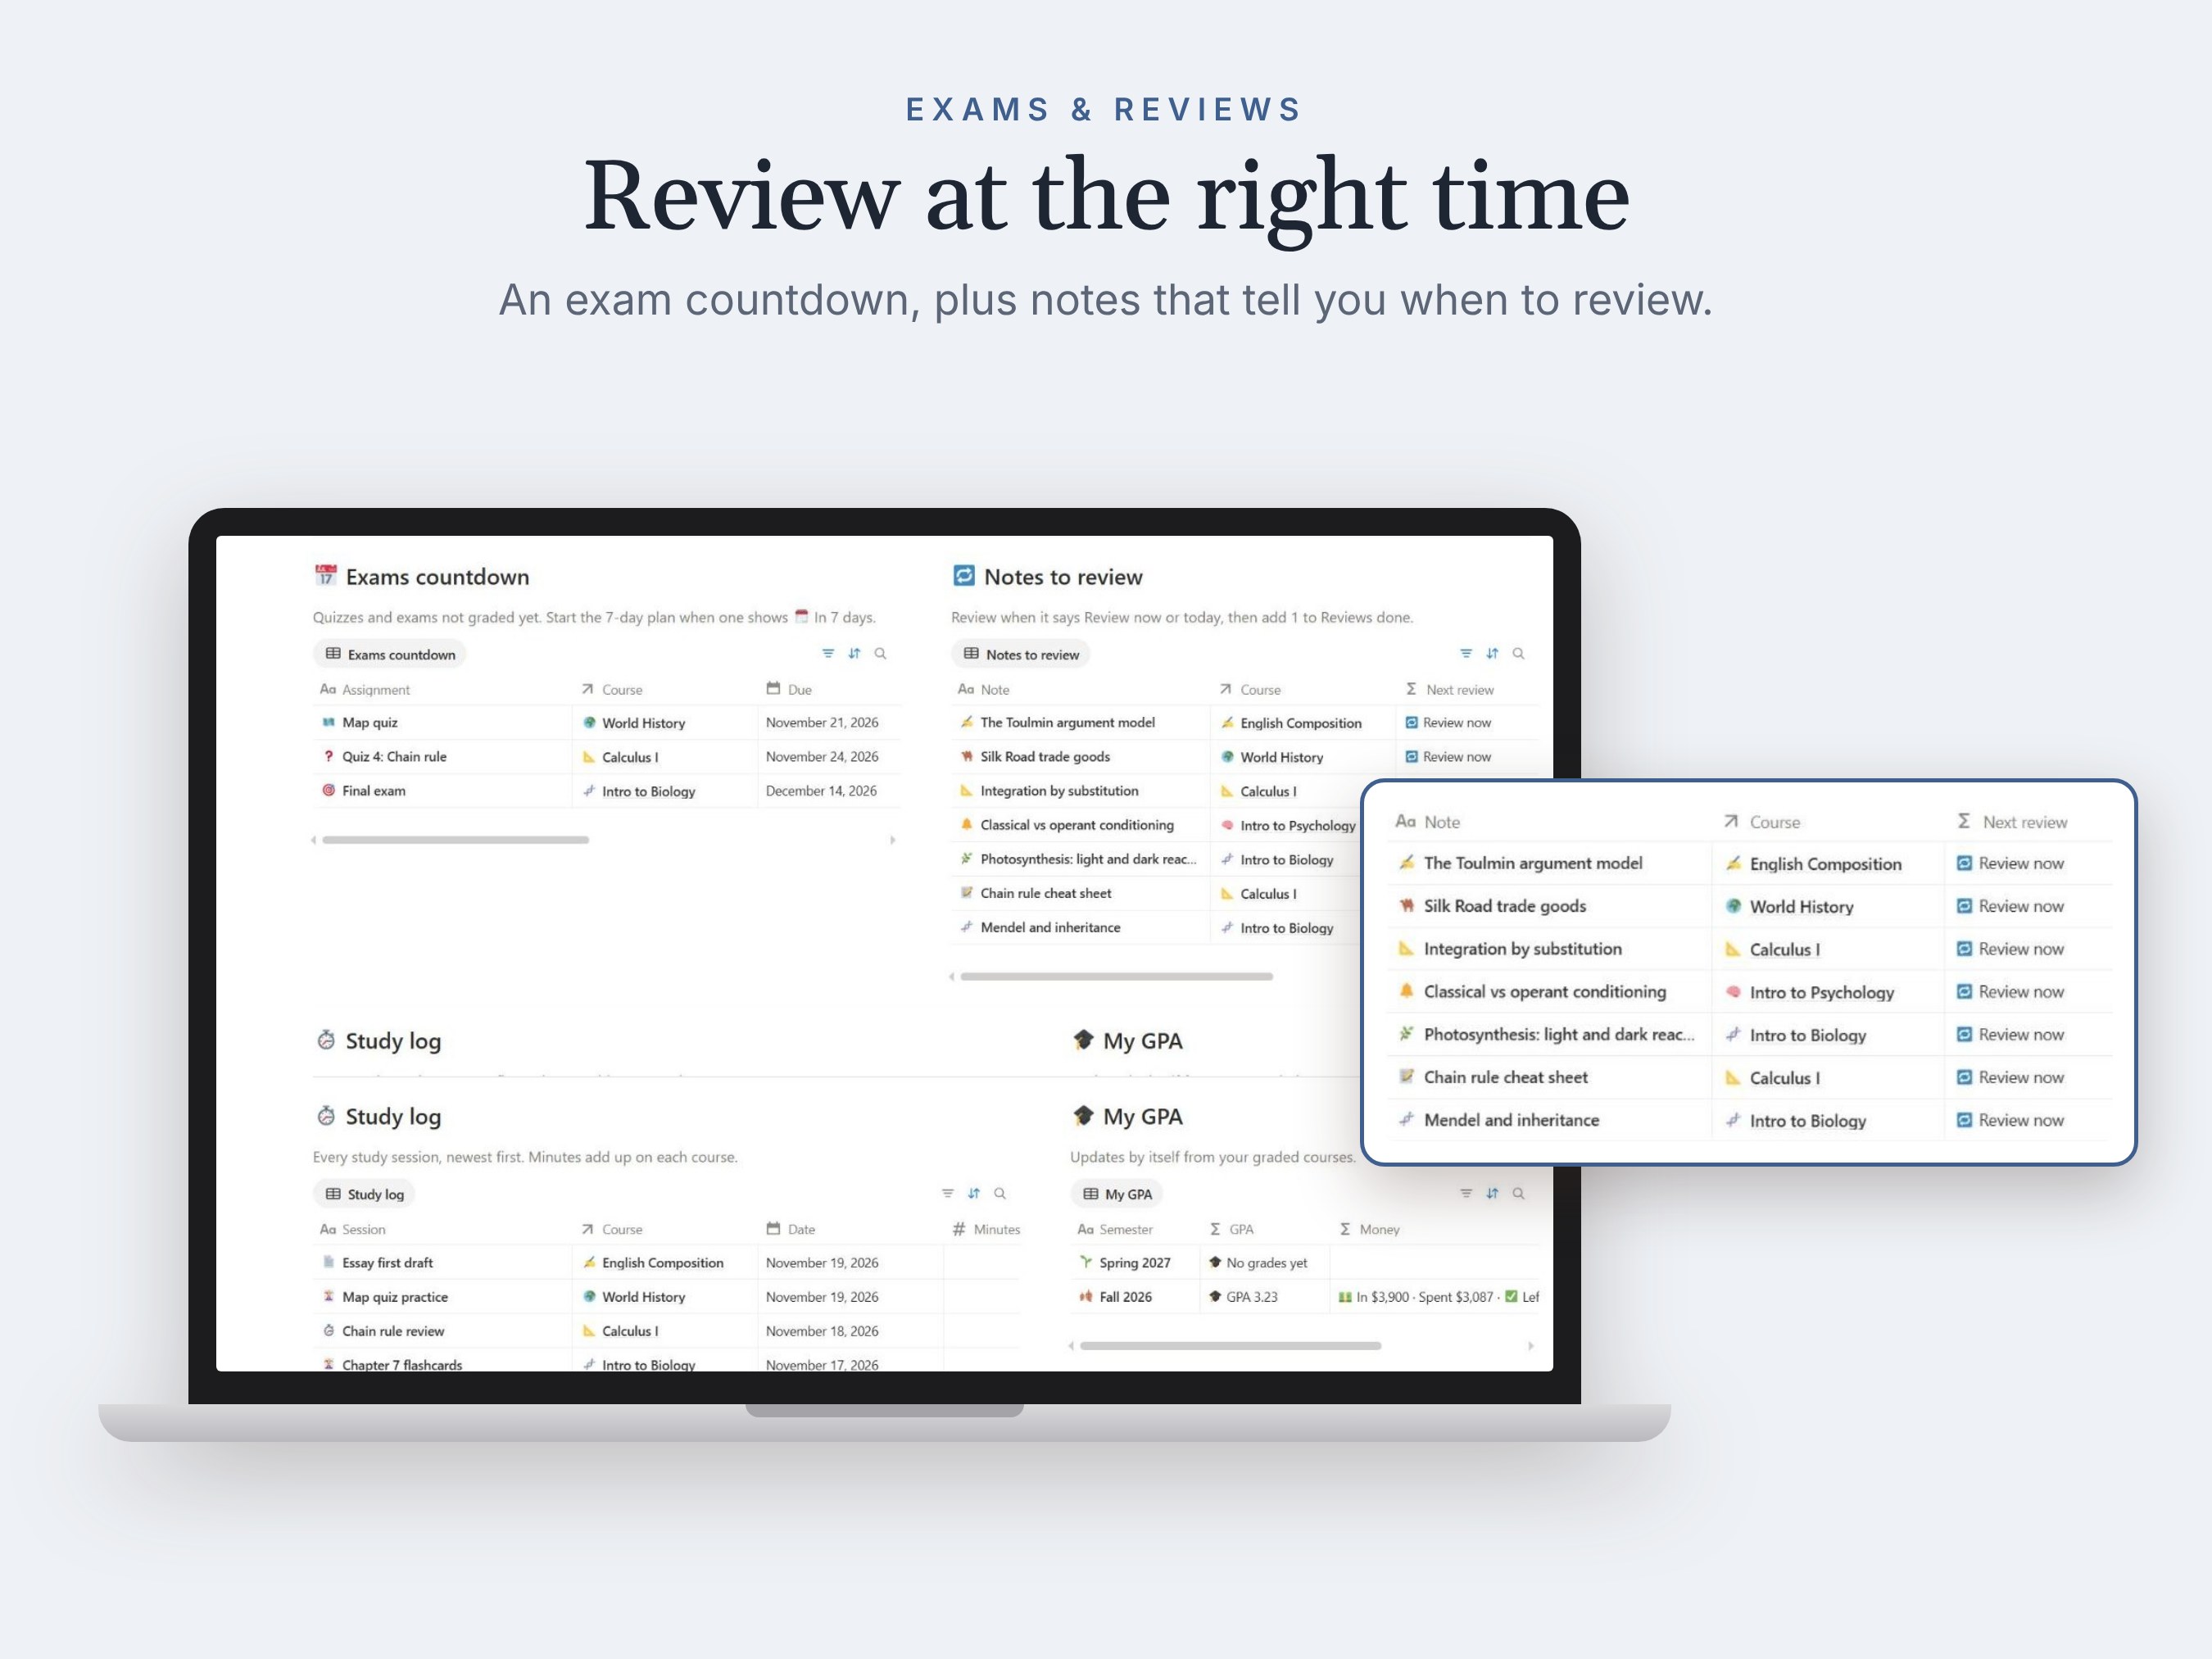 EXAMS & REVIEWS
Review at the right time
An exam countdown, plus notes that tell you when to review.
Exams countdown
Quizzes and exams not graded yet. Start the 7-day plan when one shows In 7 days.
Exams countdown
Aa Assignment Course Due
Map quiz World History November 21, 2026
Quiz 4: Chain rule Calculus I November 24, 2026
Final exam Intro to Biology December 14, 2026
Notes to review
Review when it says Review now or today, then add 1 to Reviews done.
Notes to review
Aa Note Course Σ Next review
The Toulmin argument model English Composition Review now
Silk Road trade goods World History Review now
Integration by substitution Calculus I
Classical vs operant conditioning Intro to Psychology
Photosynthesis: light and dark reac... Intro to Biology
Chain rule cheat sheet Calculus I
Mendel and inheritance Intro to Biology
Aa Note Course Σ Next review
The Toulmin argument model English Composition Review now
Silk Road trade goods World History Review now
Integration by substitution Calculus I Review now
Classical vs operant conditioning Intro to Psychology Review now
Photosynthesis: light and dark reac... Intro to Biology Review now
Chain rule cheat sheet Calculus I Review now
Mendel and inheritance Intro to Biology Review now
Study log
My GPA
Study log
Every study session, newest first. Minutes add up on each course.
Study log
Aa Session Course Date # Minutes
Essay first draft English Composition November 19, 2026
Map quiz practice World History November 19, 2026
Chain rule review Calculus I November 18, 2026
Chapter 7 flashcards Intro to Biology November 17, 2026
My GPA
Updates by itself from your graded courses.
My GPA
Aa Semester Σ GPA Σ Money
Spring 2027 No grades yet
Fall 2026 GPA 3.23 In $3,900 · Spent $3,087 · Lef